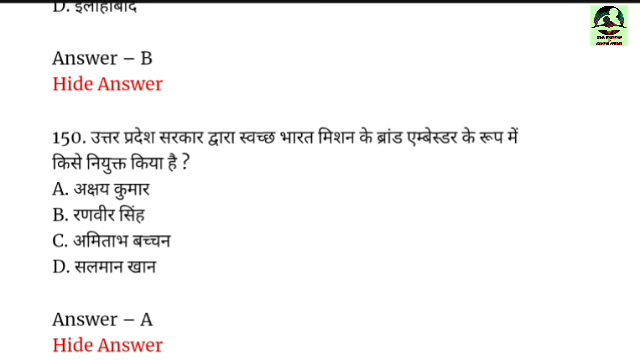 D. इलाहाबाद
Answer – B
Hide Answer
150. उत्तर प्रदेश सरकार द्वारा स्वच्छ भारत मिशन के ब्रांड एम्बेस्डर के रूप में
किसे नियुक्त किया है ?
A. अक्षय कुमार
B. रणवीर सिंह
C. अमिताभ बच्चन
D. सलमान खान
Answer – A
Hide Answer